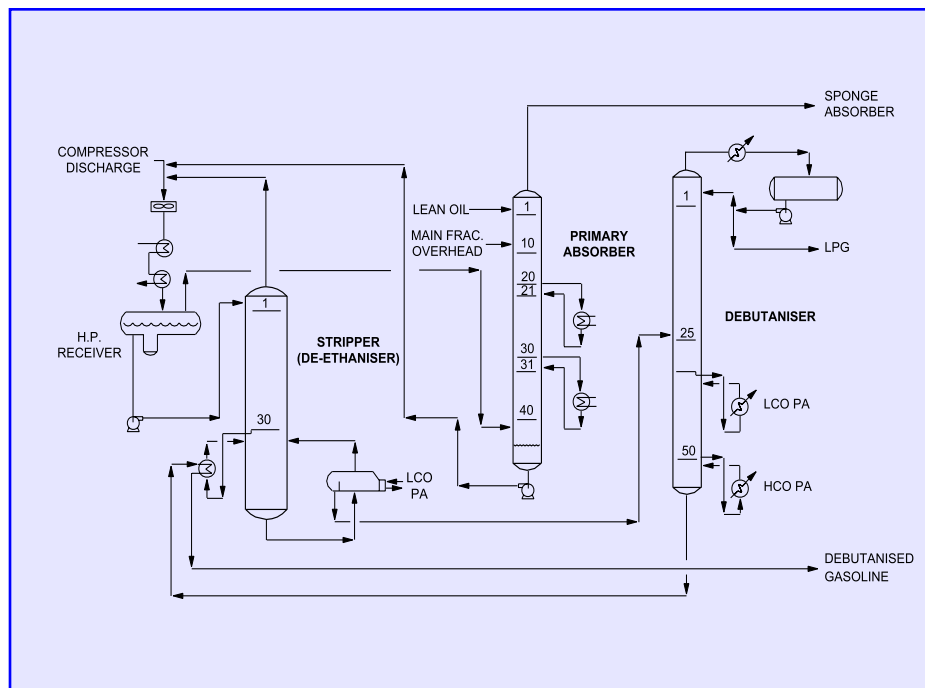 SPONGE
ABSORBER
COMPRESSOR
DISCHARGE
1
LEAN OIL
1
MAIN FRAC.
OVERHEAD
10
PRIMARY
ABSORBER
LPG
20
21
1
H.P.
RECEIVER
STRIPPER
(DE-ETHANISER)
DEBUTANISER
25
30
31
LCO PA
40
30
LCO
PA
50
HCO PA
DEBUTANISED
GASOLINE